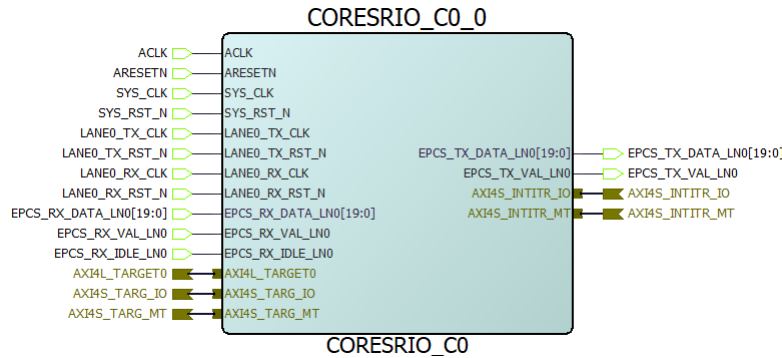 CORESRIO_C0_0
ACLK ACLK
ARESETN ARESETN
SYS_CLK SYS_CLK
SYS_RST_N SYS_RST_N
LANE0_TX_CLK LANE0_TX_CLK
LANE0_TX_RST_N LANE0_TX_RST_N EPCS_TX_DATA_LN0[19:0] EPCS_TX_DATA_LN0[19:0]
LANE0_RX_CLK LANE0_RX_CLK EPCS_TX_VAL_LN0 EPCS_TX_VAL_LN0
LANE0_RX_RST_N LANE0_RX_RST_N AXI4S_INTITR_IO AXI4S_INTITR_IO
EPCS_RX_DATA_LN0[19:0] EPCS_RX_DATA_LN0[19:0] AXI4S_INTITR_MT AXI4S_INTITR_MT
EPCS_RX_VAL_LN0 EPCS_RX_VAL_LN0
EPCS_RX_IDLE_LN0 EPCS_RX_IDLE_LN0
AXI4L_TARGET0 AXI4L_TARGET0
AXI4S_TARG_IO AXI4S_TARG_IO
AXI4S_TARG_MT AXI4S_TARG_MT
CORESRIO_C0